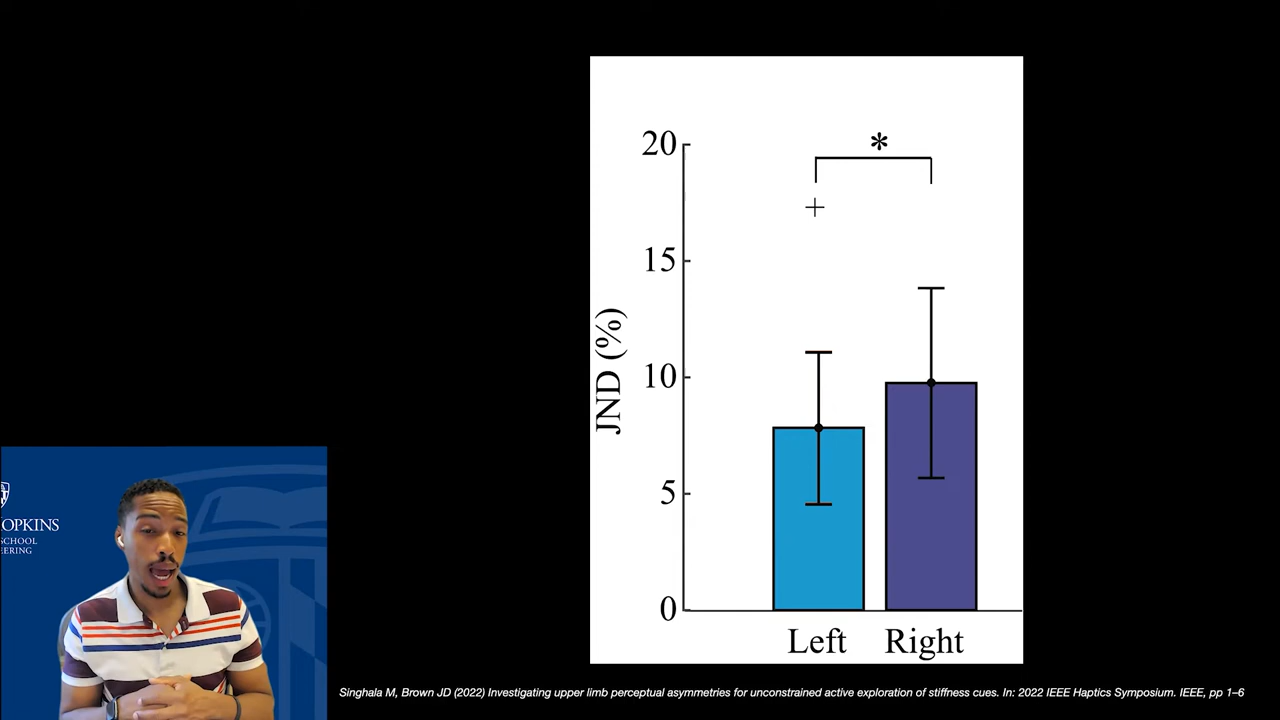 20
*
+
15
JND (%)
10
5
0
Left Right
OPKINS
SCHOOL
EERING
Singhala M, Brown JD (2022) Investigating upper limb perceptual asymmetries for unconstrained active exploration of stiffness cues. In: 2022 IEEE Haptics Symposium. IEEE, pp 1–6